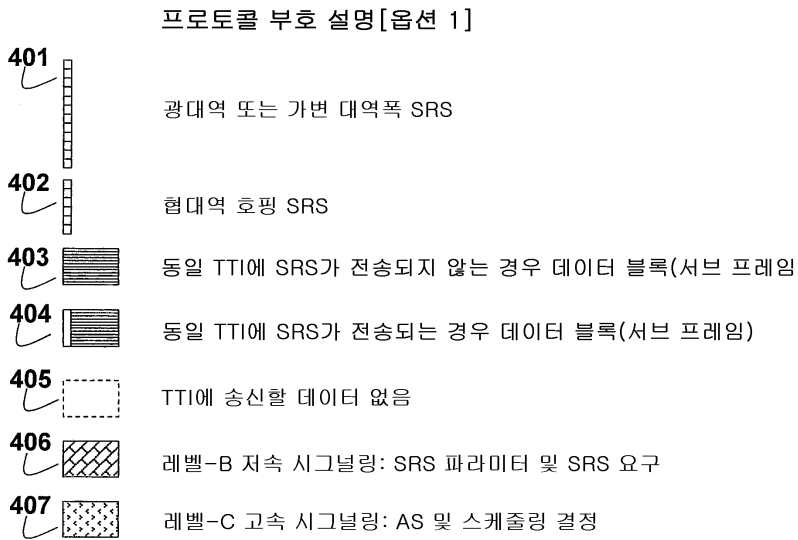 프로토콜 부호 설명[옵션 1]
401 광대역 또는 가변 대역폭 SRS
402 협대역 호핑 SRS
403 동일 TTI에 SRS가 전송되지 않는 경우 데이터 블록(서브 프레임
404 동일 TTI에 SRS가 전송되는 경우 데이터 블록(서브 프레임)
405 TTI에 송신할 데이터 없음
406 레벨-B 저속 시그널링: SRS 파라미터 및 SRS 요구
407 레벨-C 고속 시그널링: AS 및 스케줄링 결정